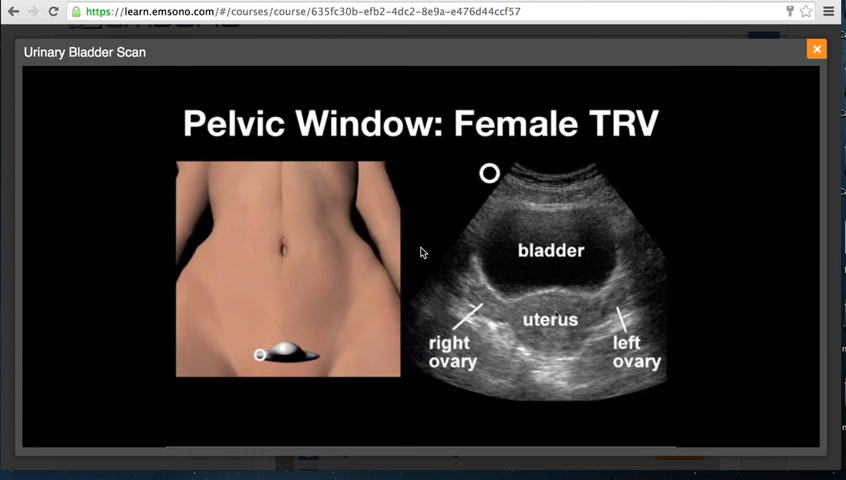 https://learn.emsono.com/#/courses/course/635fc30b-efb2-4dc2-8e9a-e476d44ccf57
Urinary Bladder Scan
Pelvic Window: Female TRV
bladder
uterus
right
ovary
left
ovary